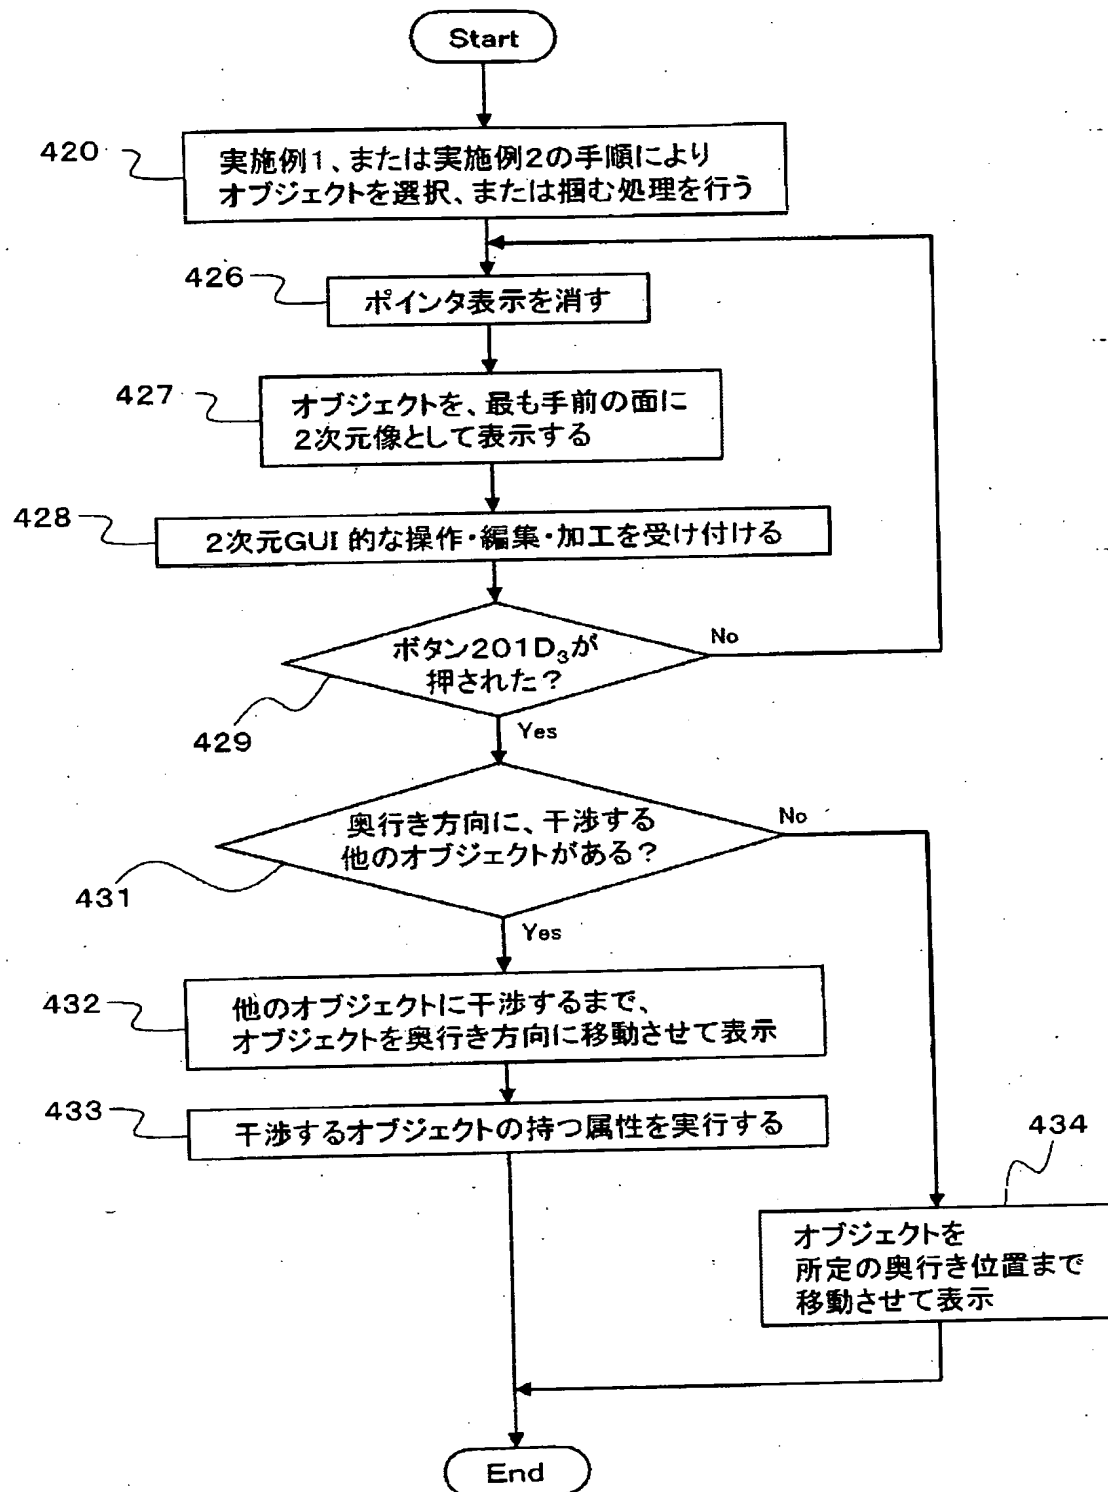 Start
420
実施例1、または実施例2の手順により
オブジェクトを選択、または掴む処理を行う
426
ポインタ表示を消す
427
オブジェクトを、最も手前の面に
2次元像として表示する
428
2次元GUI的な操作・編集・加工を受け付ける
ボタン201D₃が
押された?
No
429
Yes
奥行き方向に、干渉する
他のオブジェクトがある?
No
431
Yes
432
他のオブジェクトに干渉するまで、
オブジェクトを奥行き方向に移動させて表示
433
干渉するオブジェクトの持つ属性を実行する
434
オブジェクトを
所定の奥行き位置まで
移動させて表示
End